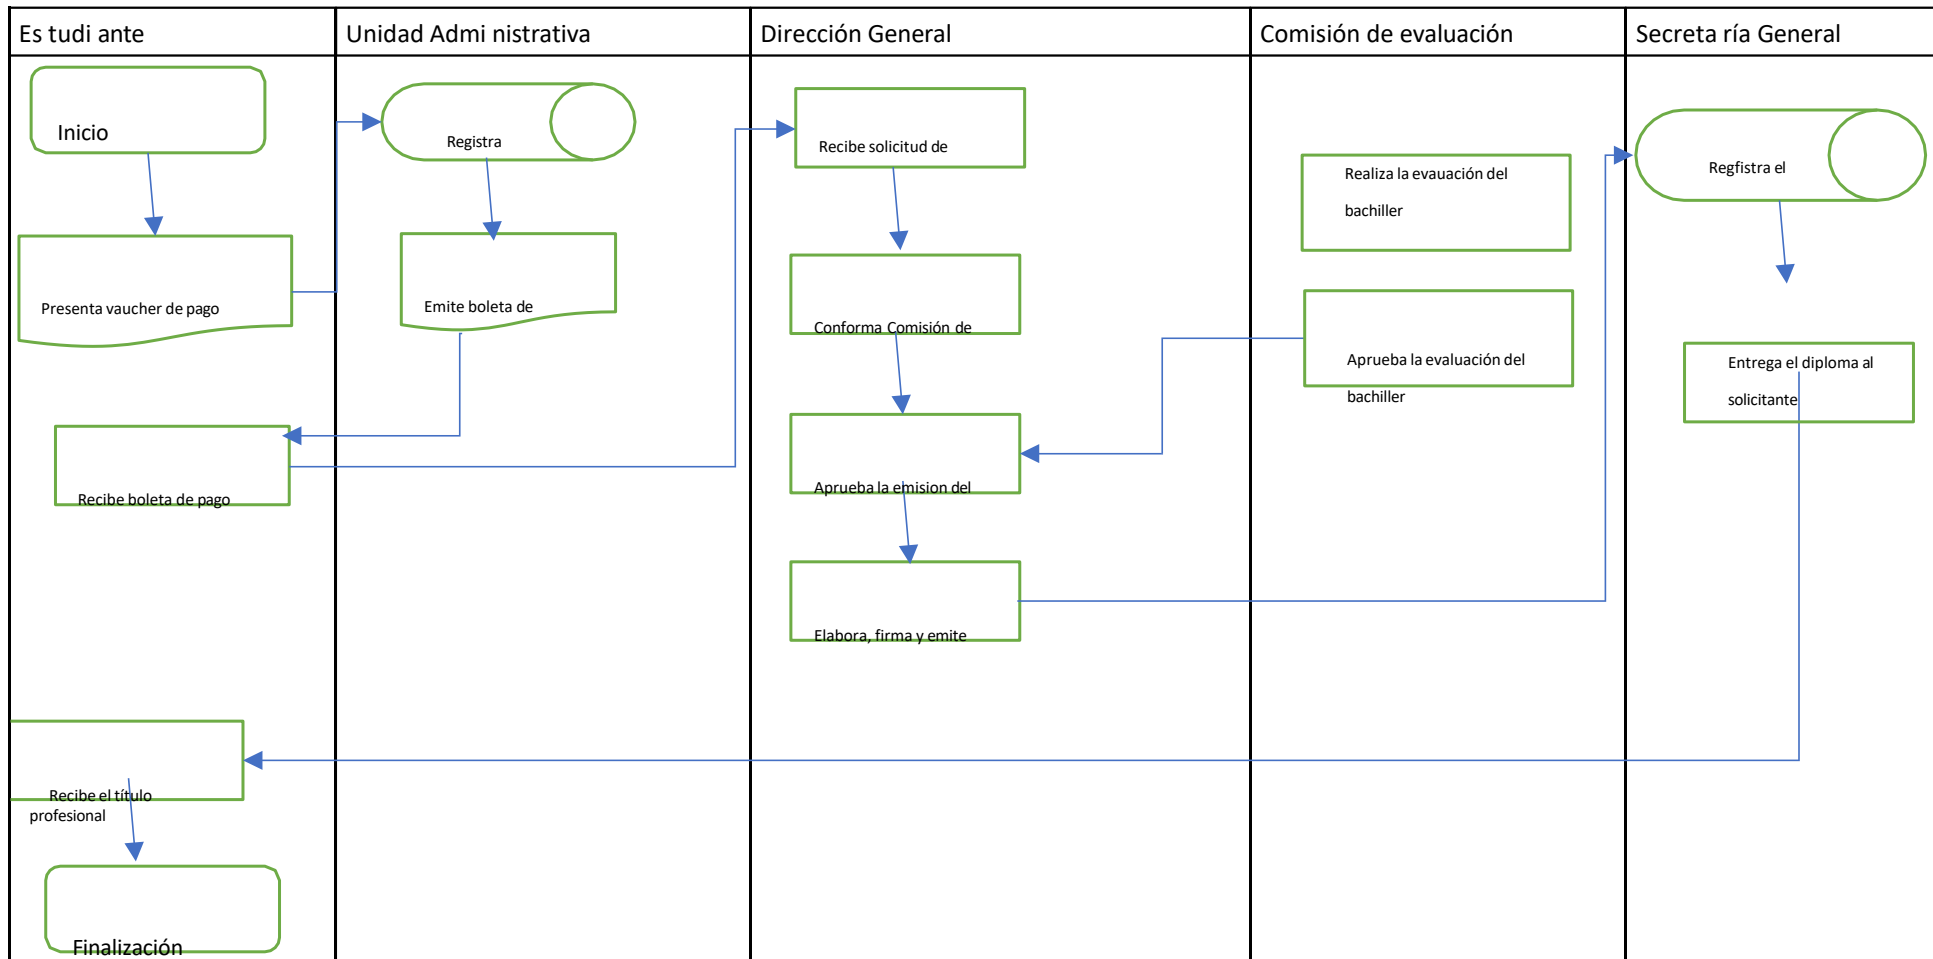 Es tudi ante
Unidad Admi nistrativa
Dirección General
Comisión de evaluación
Secreta ría General
Inicio
Presenta vaucher de pago
Recibe boleta de pago
Recibe el título
profesional
Finalización
Registra
Emite boleta de
Recibe solicitud de
Conforma Comisión de
Aprueba la emision del
Elabora, firma y emite
Realiza la evauación del
bachiller
Aprueba la evaluación del
bachiller
Regfistra el
Entrega el diploma al
solicitante